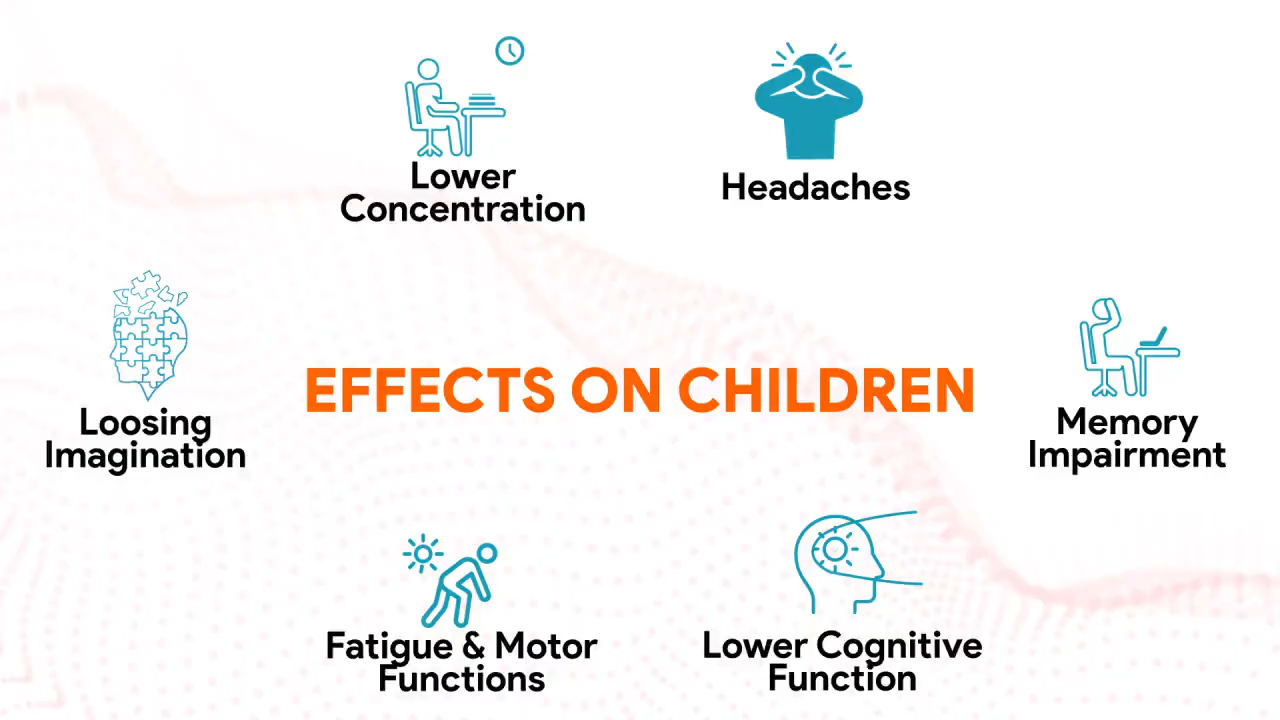 Lower
Concentration
Headaches
Loosing
Imagination
EFFECTS ON CHILDREN
Memory
Impairment
Fatigue & Motor
Functions
Lower Cognitive
Function